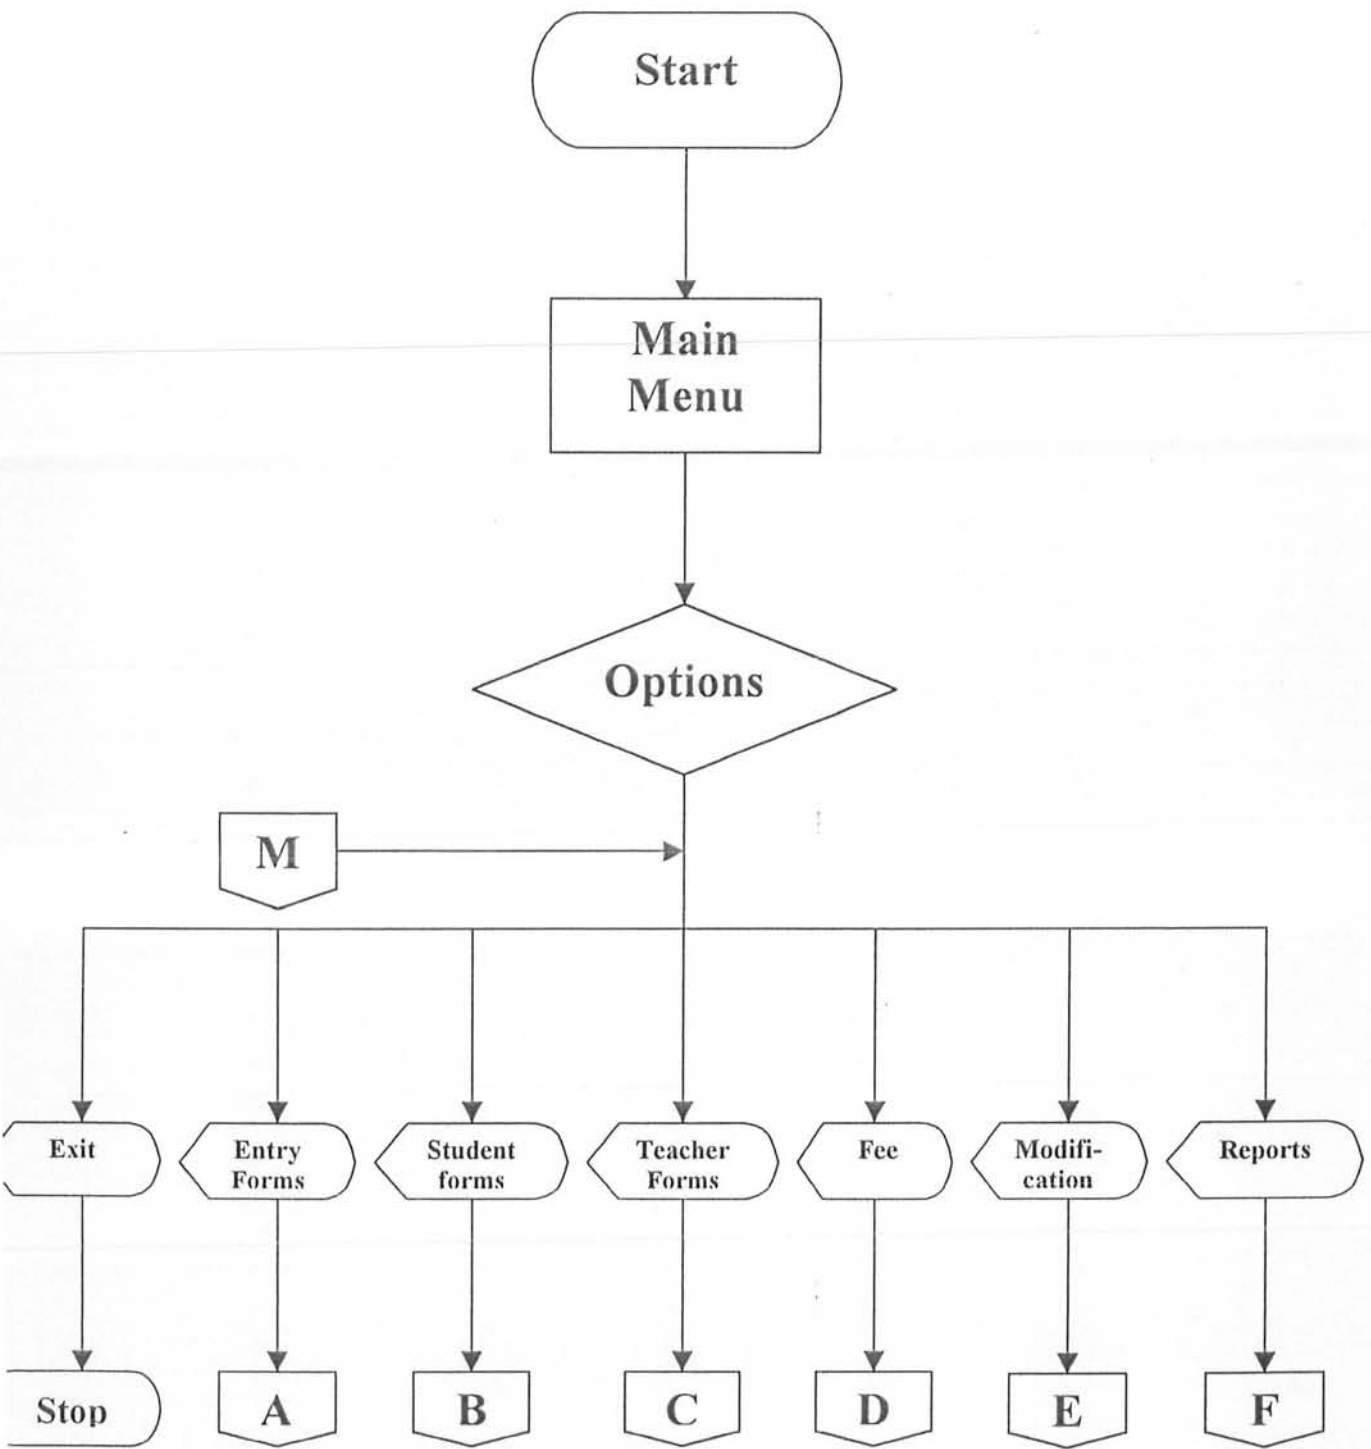 Start
Main
Menu
Options
M
Exit
Entry
Forms
Student
forms
Teacher
Forms
Fee
Modifi-
cation
Reports
Stop
A
B
C
D
E
F